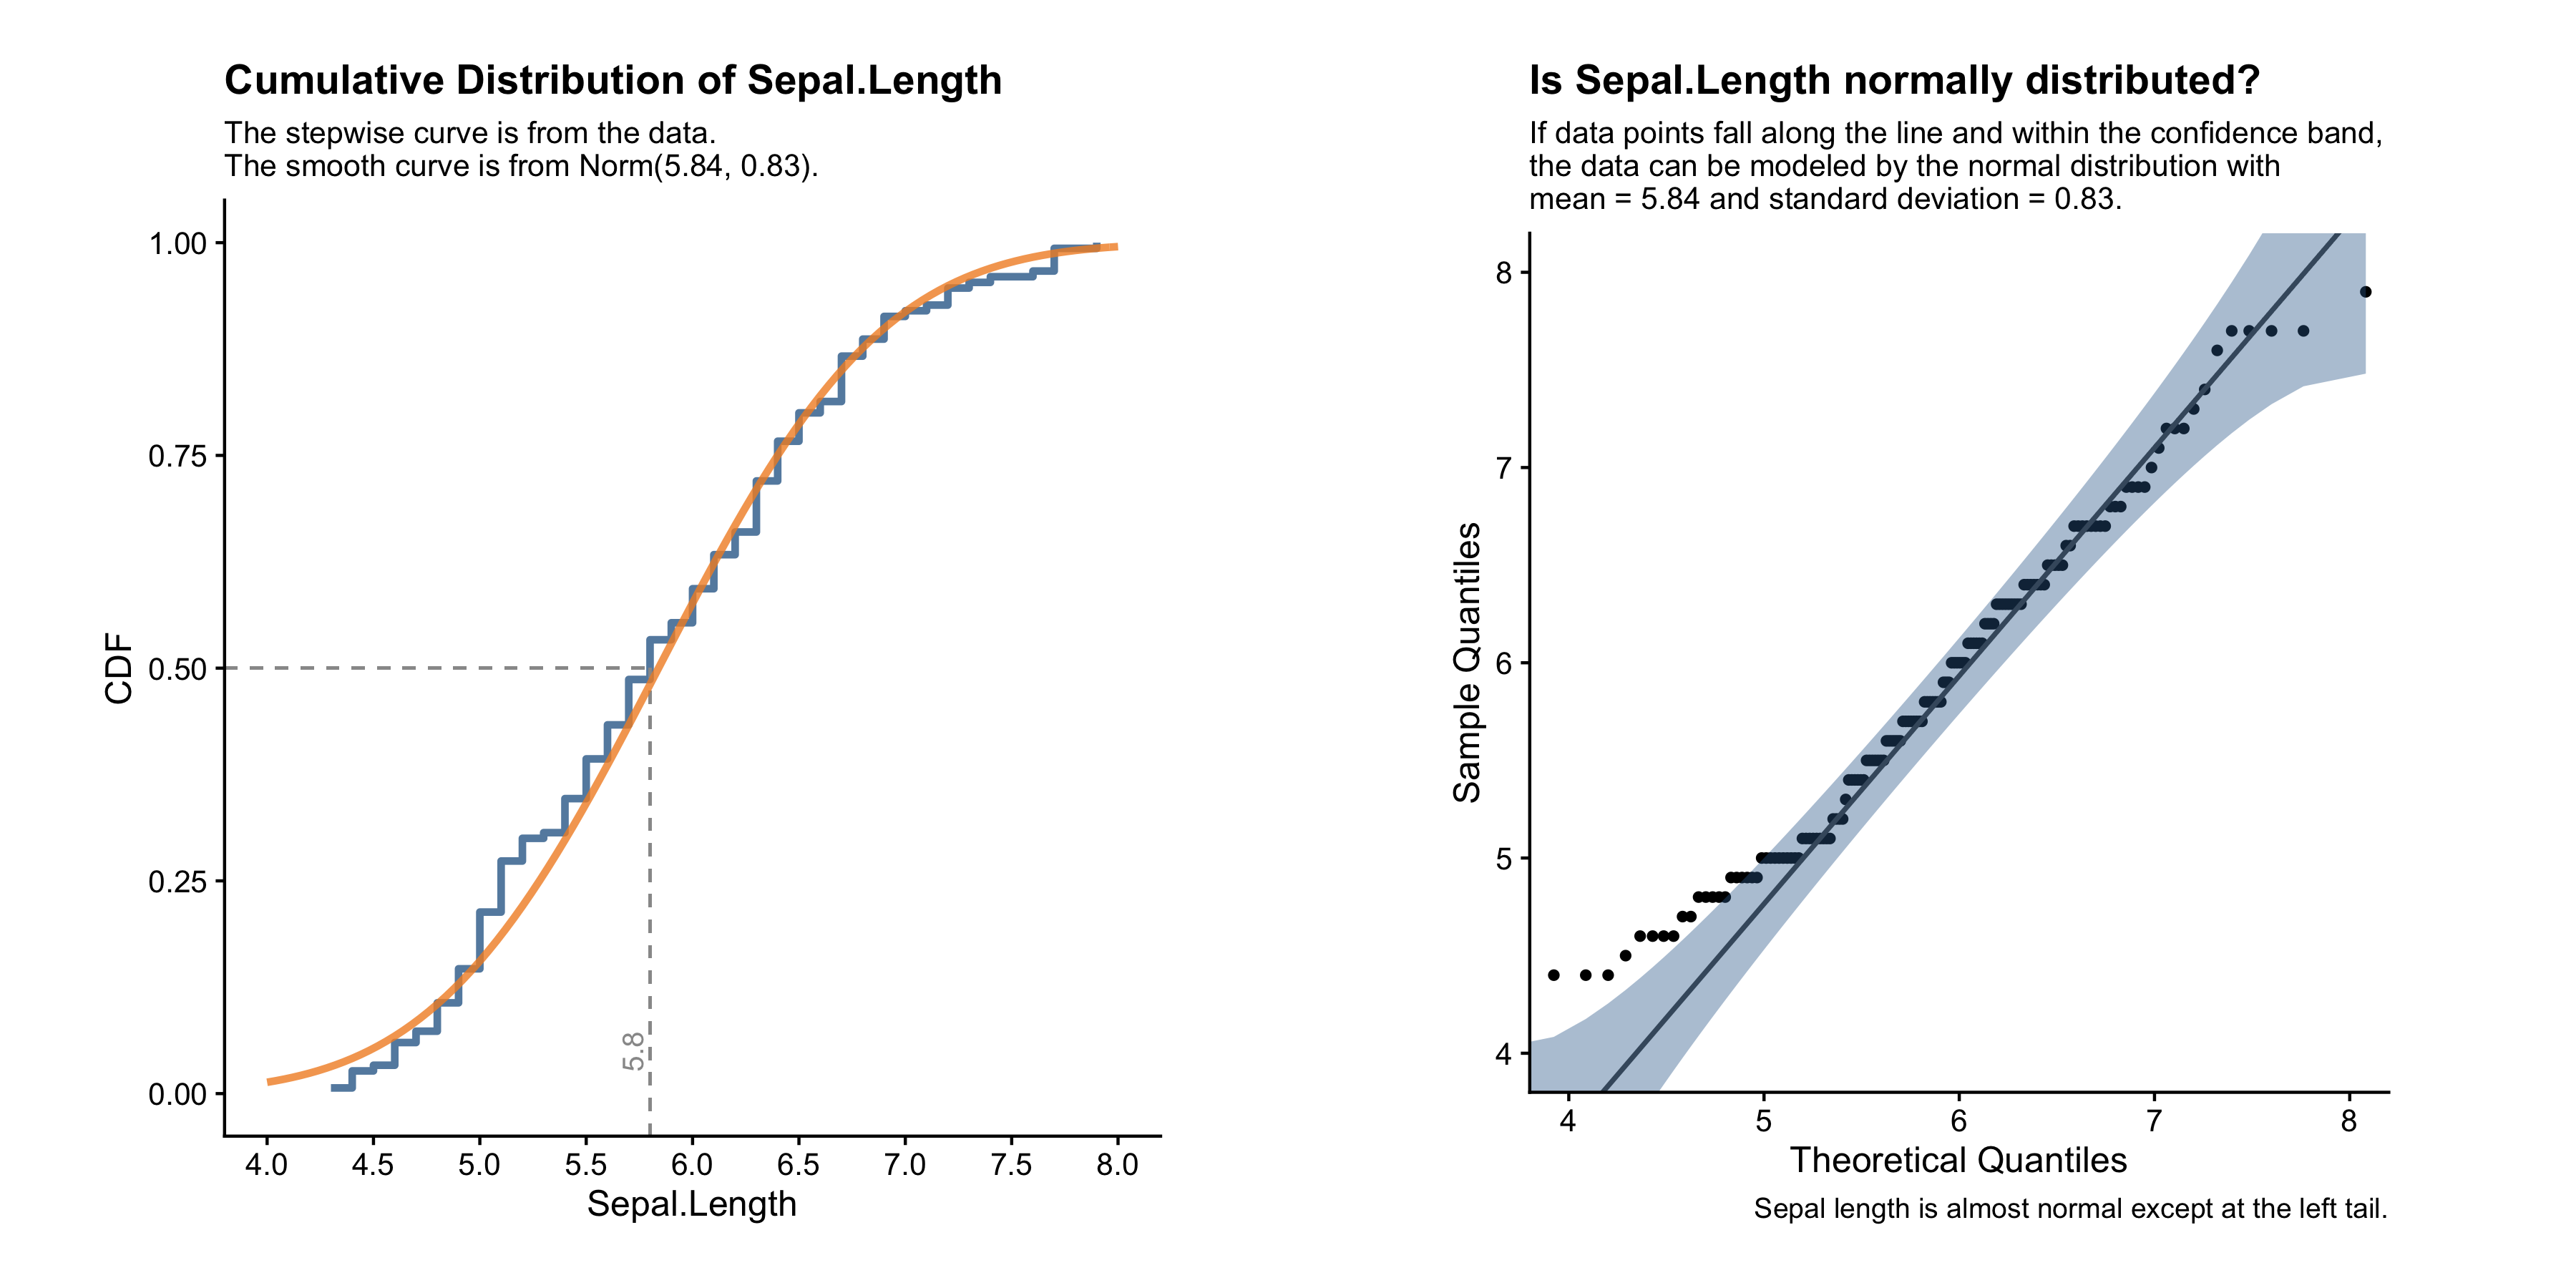 Cumulative Distribution of Sepal.Length
The stepwise curve is from the data.
The smooth curve is from Norm(5.84, 0.83).
1.00
0.75
0.50
0.25
0.00
CDF
5.8
4.0 4.5 5.0 5.5 6.0 6.5 7.0 7.5 8.0
Sepal.Length
Is Sepal.Length normally distributed?
If data points fall along the line and within the confidence band,
the data can be modeled by the normal distribution with
mean = 5.84 and standard deviation = 0.83.
8
7
6
5
4
Sample Quantiles
4 5 6 7 8
Theoretical Quantiles
Sepal length is almost normal except at the left tail.